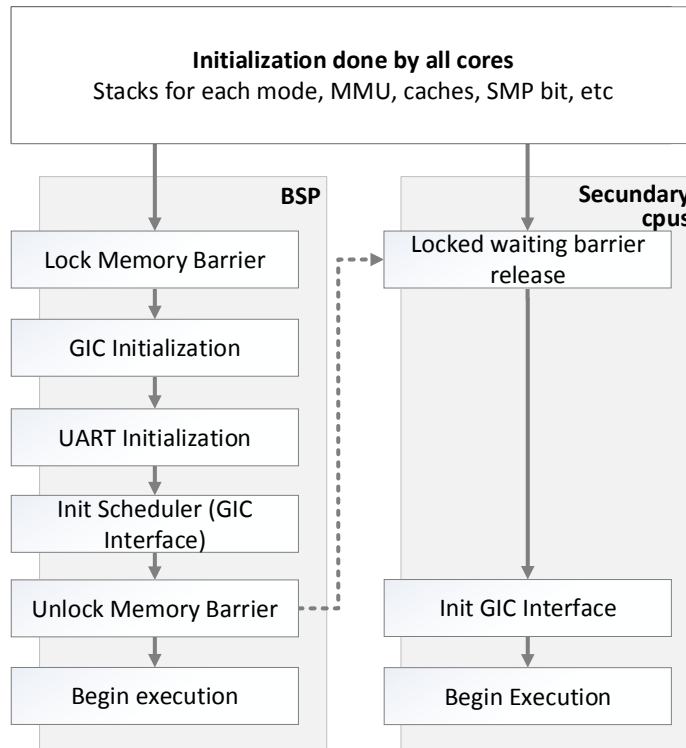 Initialization done by all cores
Stacks for each mode, MMU, caches, SMP bit, etc
BSP
Lock Memory Barrier
GIC Initialization
UART Initialization
Init Scheduler (GIC
Interface)
Unlock Memory Barrier
Begin execution
Secundary
cpus
Locked waiting barrier
release
Init GIC Interface
Begin Execution